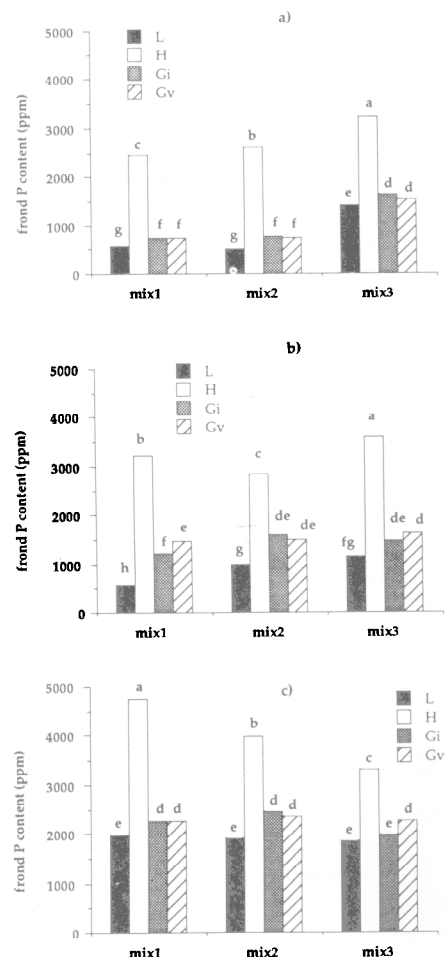 a)
5000
4000
3000
2000
1000
0
frond P content (ppm)
L
H
Gi
Gv
g c f f
g b f f
e a d d
mix1 mix2 mix3
b)
5000
4000
3000
2000
1000
0
frond P content (ppm)
L
H
Gi
Gv
h b f e
g c de de
fg a de d
mix1 mix2 mix3
c)
5000
4000
3000
2000
1000
0
frond P content (ppm)
L
H
Gi
Gv
e a d d
e b d d
e c e d
mix1 mix2 mix3